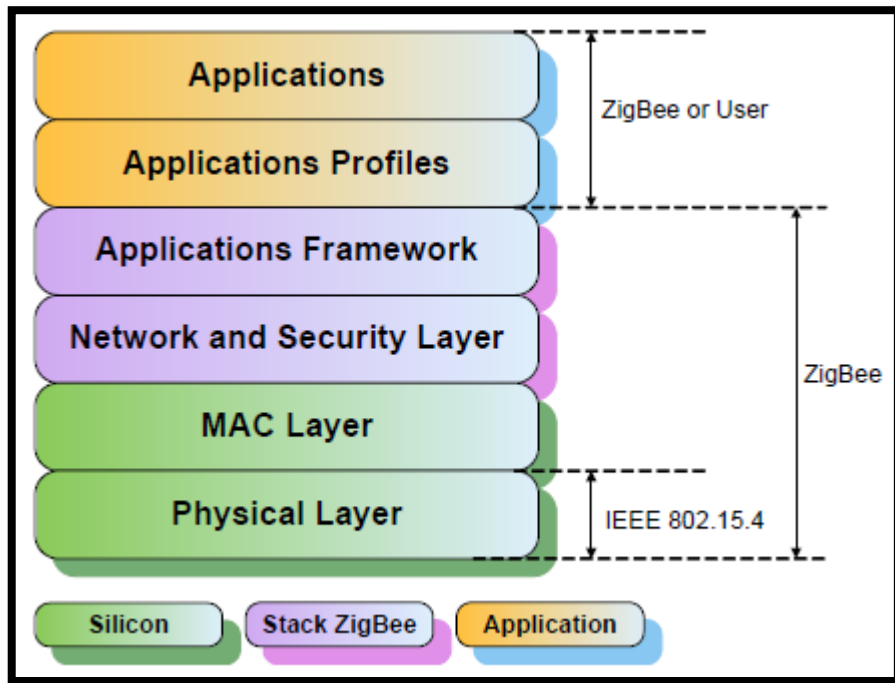 Applications
ZigBee or User
Applications Profiles
Applications Framework
Network and Security Layer
ZigBee
MAC Layer
Physical Layer
IEEE 802.15.4
Silicon
Stack ZigBee
Application